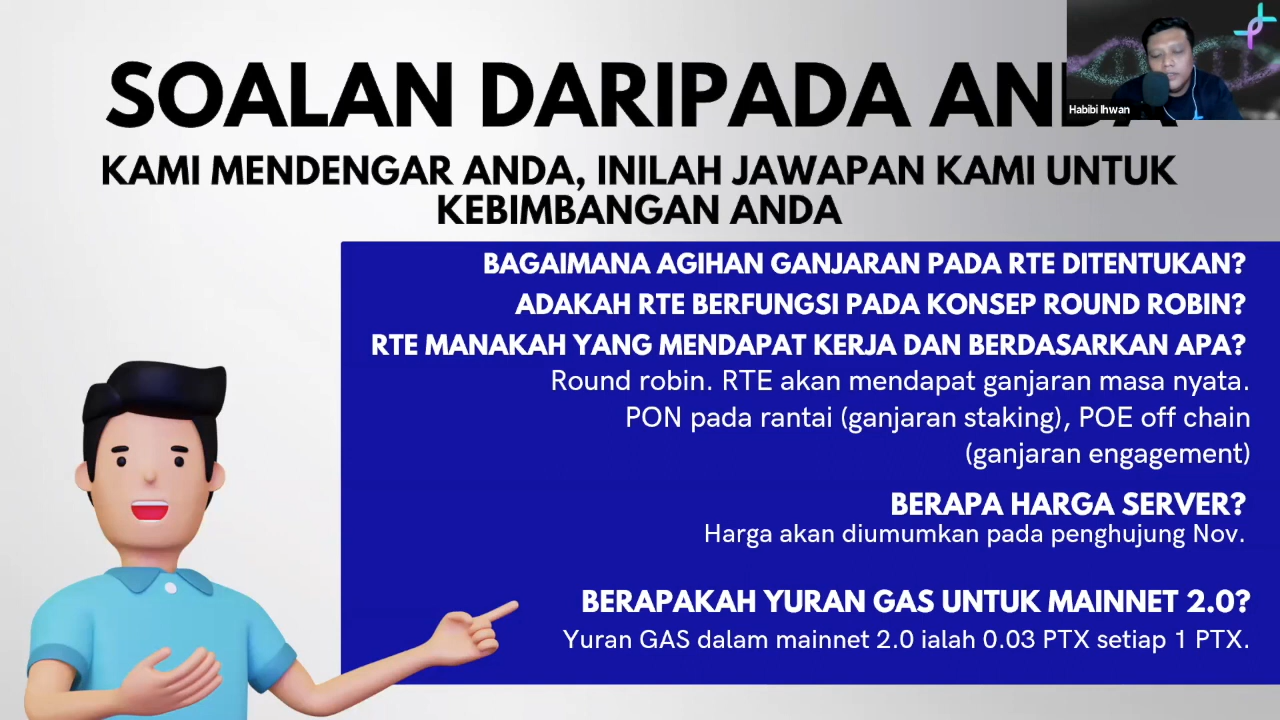 SOALAN DARIPADA ANDA
Habibi Ihwan
KAMI MENDENGAR ANDA, INILAH JAWAPAN KAMI UNTUK
KEBIMBANGAN ANDA
BAGAIMANA AGIHAN GANJARAN PADA RTE DITENTUKAN?
ADAKAH RTE BERFUNGSI PADA KONSEP ROUND ROBIN?
RTE MANAKAH YANG MENDAPAT KERJA DAN BERDASARKAN APA?
Round robin. RTE akan mendapat ganjaran masa nyata.
PON pada rantai (ganjaran staking), POE off chain
(ganjaran engagement)
BERAPA HARGA SERVER?
Harga akan diumumkan pada penghujung Nov.
BERAPAKAH YURAN GAS UNTUK MAINNET 2.0?
Yuran GAS dalam mainnet 2.0 ialah 0.03 PTX setiap 1 PTX.